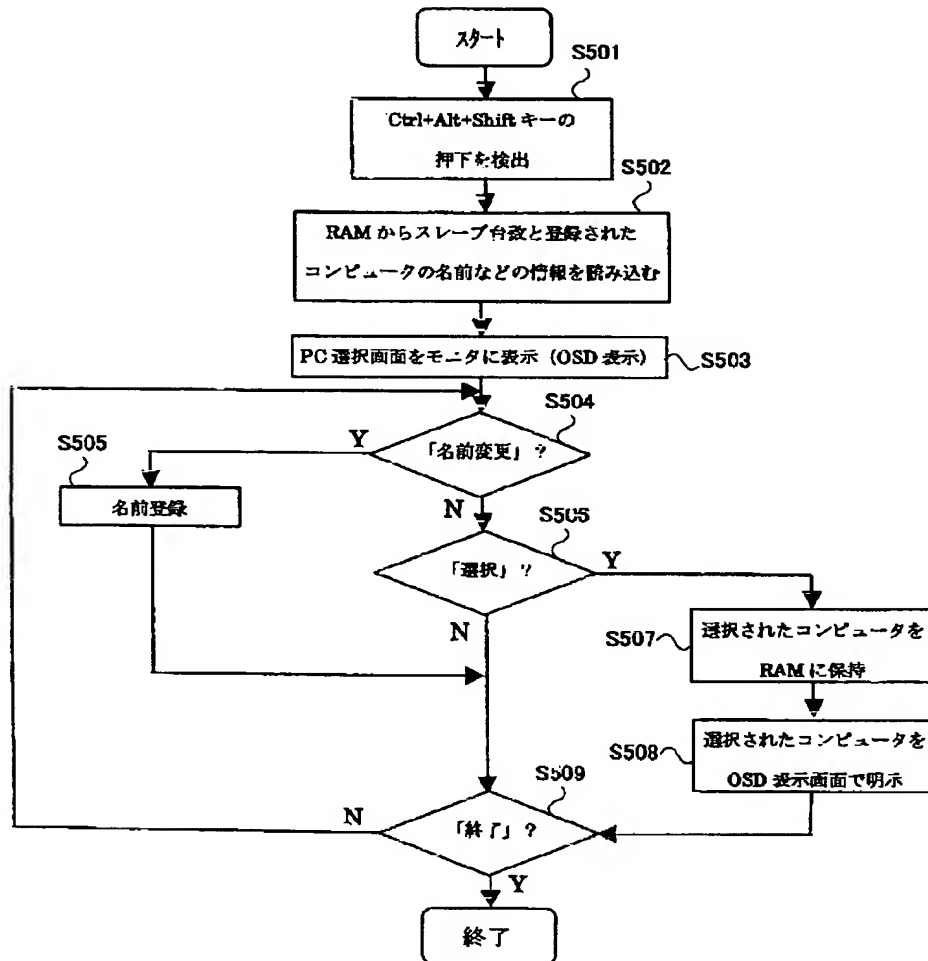 スタート
S501
Ctrl+Alt+Shift キーの
押下を検出
S502
RAM からスレーブ台数と登録された
コンピュータの名前などの情報を読み込む
PC 選択画面をモニタに表示(OSD 表示)
S503
S504
「名前変更」?
Y
N
S505
名前登録
S506
「選択」?
Y
N
S507
選択されたコンピュータを
RAM に保持
S508
選択されたコンピュータを
OSD 表示画面で明示
S509
「終了」?
N
Y
終了